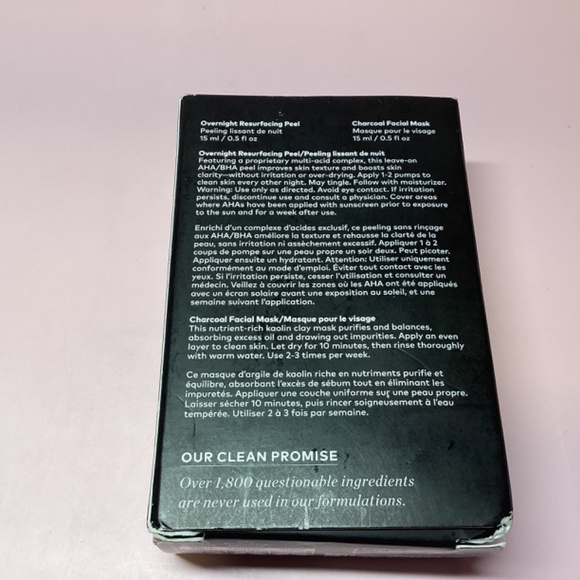 Overnight Resurfacing Peel
Peeling lissant de nuit
15 ml / 0.5 fl oz
Charcoal Facial Mask
Masque pour le visage
15 ml / 0.5 fl oz
Overnight Resurfacing Peel/Peeling lissant de nuit
Featuring a proprietary multi-acid complex, this leave-on
AHA/BHA peel improves skin texture and boosts skin
clarity—without irritation or over-drying. Apply 1-2 pumps to
clean skin every other night. May tingle. Follow with moisturizer.
Warning: Use only as directed. Avoid eye contact. If irritation
persists, discontinue use and consult a physician. Cover areas
where AHAs have been applied with sunscreen prior to exposure
to the sun and for a week after use.
Enrichi d'un complexe d'acides exclusif, ce peeling sans rinçage
aux AHA/BHA améliore la texture et rehausse la clarté de la
peau, sans irritation ni assèchement excessif. Appliquer 1 à 2
coups de pompe sur une peau propre un soir deux. Peut picoter.
Appliquer ensuite un hydratant. Attention: Utiliser uniquement
conformément au mode d'emploi. Éviter tout contact avec les
yeux. Si l'irritation persiste, cesser l'utilisation et consulter un
médecin. Veillez à couvrir les zones où les AHA ont été appliqués
avec un écran solaire avant une exposition au soleil, et une
semaine suivant l'application.
Charcoal Facial Mask/Masque pour le visage
This nutrient-rich kaolin clay mask purifies and balances,
absorbing excess oil and drawing out impurities. Apply an even
layer to clean skin. Let dry for 10 minutes, then rinse thoroughly
with warm water. Use 2-3 times per week.
Ce masque d'argile de kaolin riche en nutriments purifie et
équilibre, absorbant l'excès de sébum tout en éliminant les
impuretés. Appliquer une couche uniforme sur une peau propre.
Laisser sécher 10 minutes, puis rincer soigneusement à l'eau
tempérée. Utiliser 2 à 3 fois par semaine.
OUR CLEAN PROMISE
Over 1,800 questionable ingredients
are never used in our formulations.